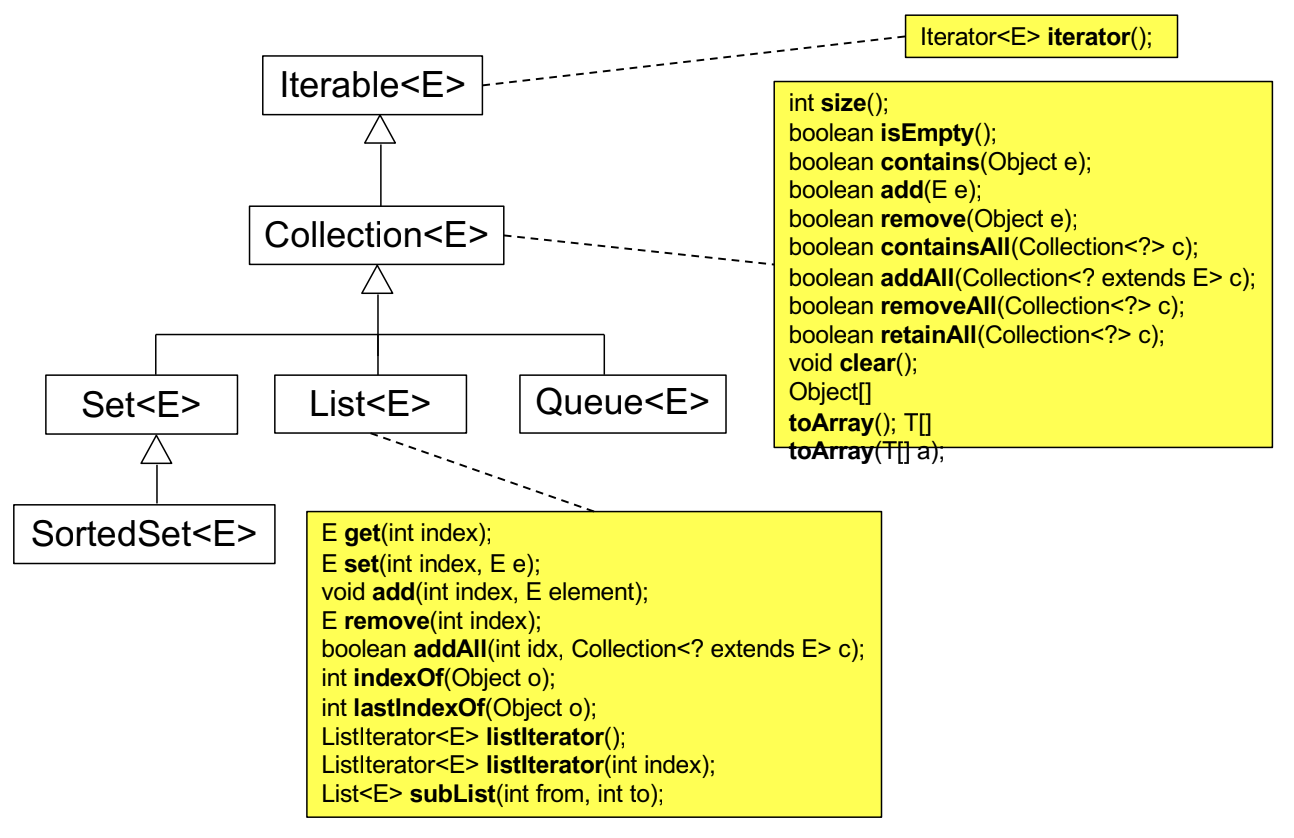 Iterator<E> iterator();
Iterable<E>
int size();
boolean isEmpty();
boolean contains(Object e);
boolean add(E e);
boolean remove(Object e);
boolean containsAll(Collection<?> c);
boolean addAll(Collection<? extends E> c);
boolean removeAll(Collection<?> c);
boolean retainAll(Collection<?> c);
void clear();
Object[]
toArray(); T[]
toArray(T[] a);
Collection<E>
Set<E>
List<E>
Queue<E>
SortedSet<E>
E get(int index);
E set(int index, E e);
void add(int index, E element);
E remove(int index);
boolean addAll(int idx, Collection<? extends E> c);
int indexOf(Object o);
int lastIndexOf(Object o);
ListIterator<E> listIterator();
ListIterator<E> listIterator(int index);
List<E> subList(int from, int to);